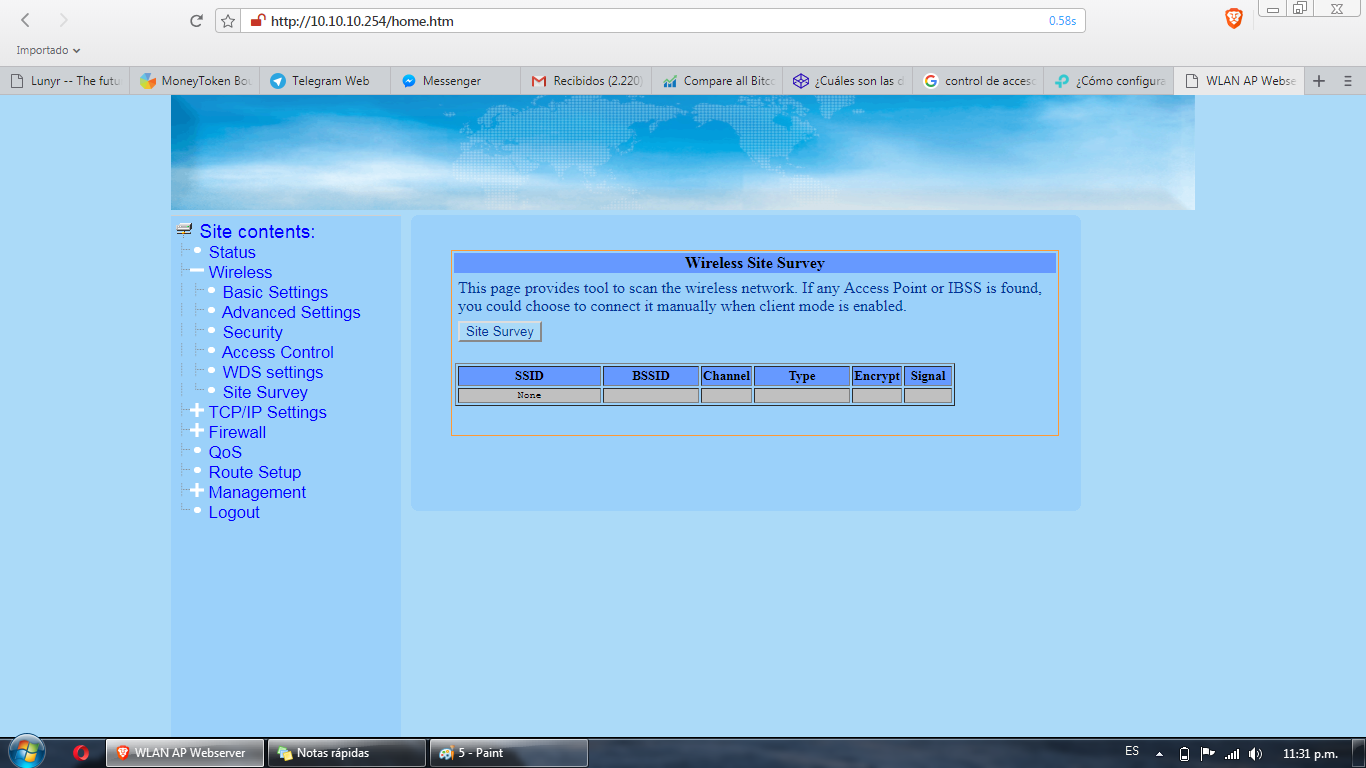 http://10.10.10.254/home.htm
0.58s
Importado
Lunyr -- The futu
MoneyToken Bou
Telegram Web
Messenger
Recibidos (2.220)
Compare all Bitco
¿Cuáles son las d
control de acceso
¿Cómo configura
WLAN AP Webse
Site contents:
Status
Wireless
Basic Settings
Advanced Settings
Security
Access Control
WDS settings
Site Survey
TCP/IP Settings
Firewall
QoS
Route Setup
Management
Logout
Wireless Site Survey
This page provides tool to scan the wireless network. If any Access Point or IBSS is found,
you could choose to connect it manually when client mode is enabled.
Site Survey
SSID BSSID Channel Type Encrypt Signal
None
WLAN AP Webserver
Notas rápidas
5 - Paint
ES
11:31 p.m.